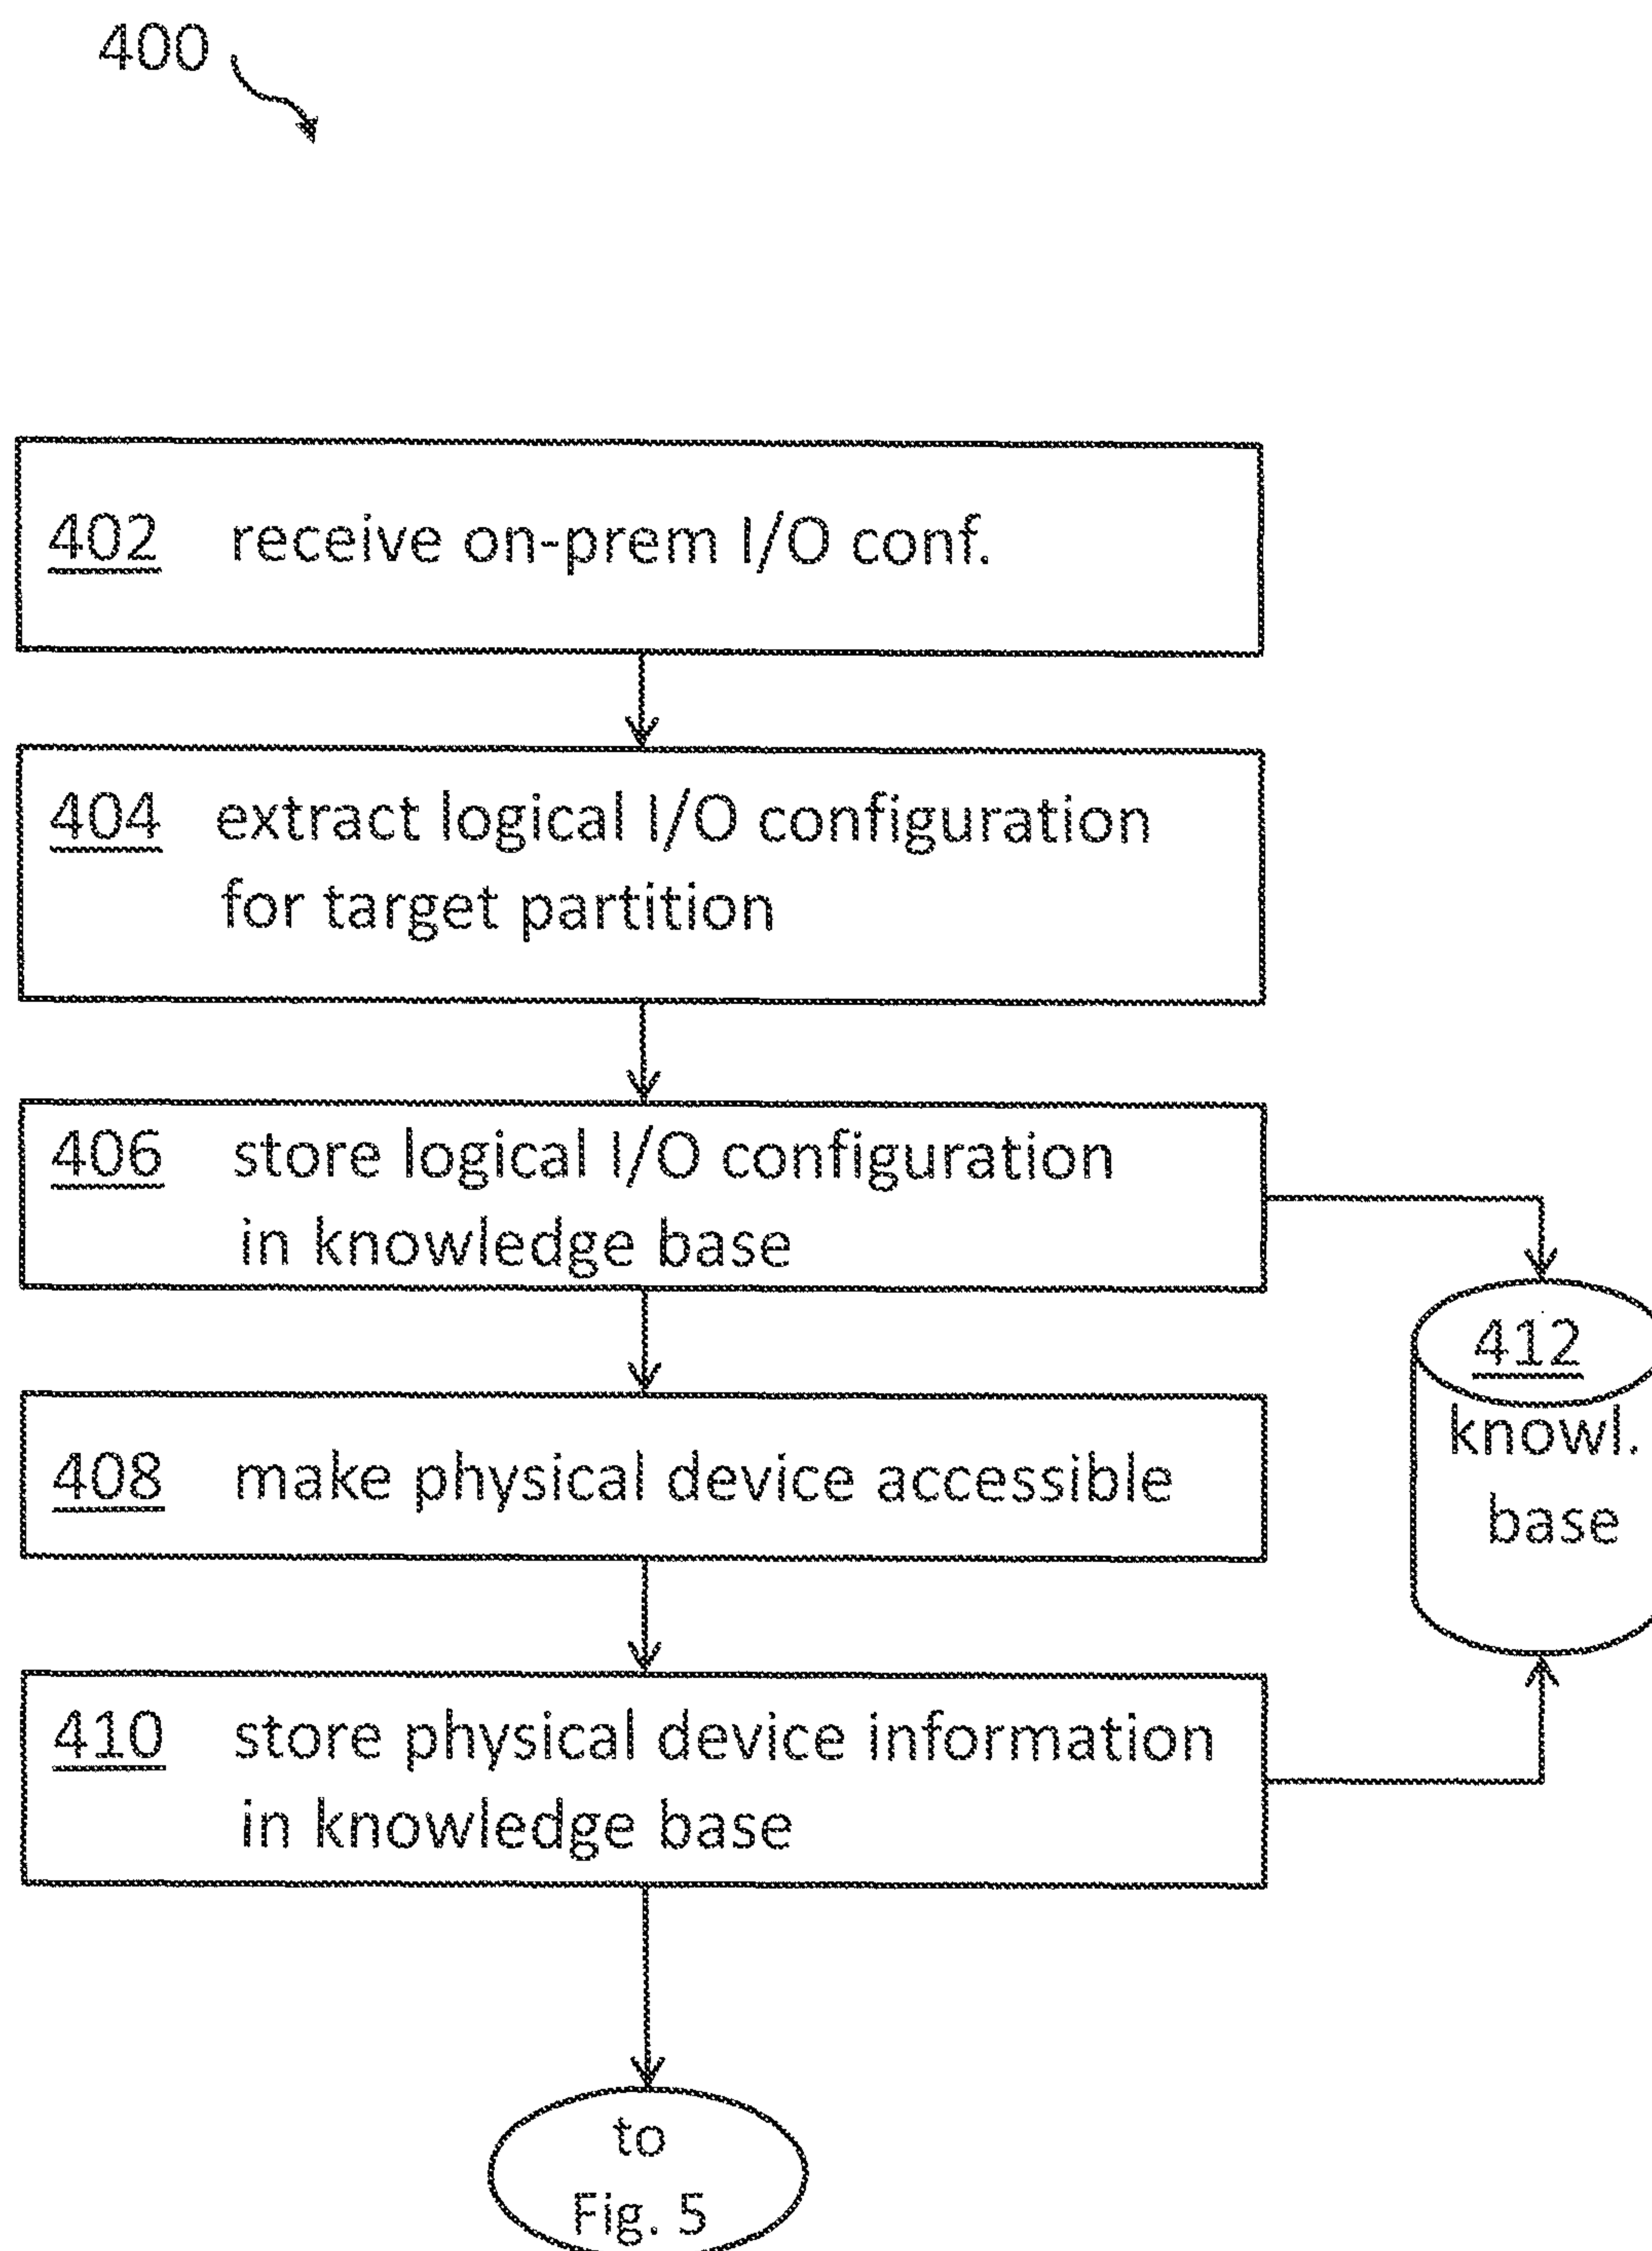 400
402 receive on-prem I/O conf.
404 extract logical I/O configuration
for target partition
406 store logical I/O configuration
in knowledge base
412
knowl.
base
408 make physical device accessible
410 store physical device information
in knowledge base
to
Fig. 5